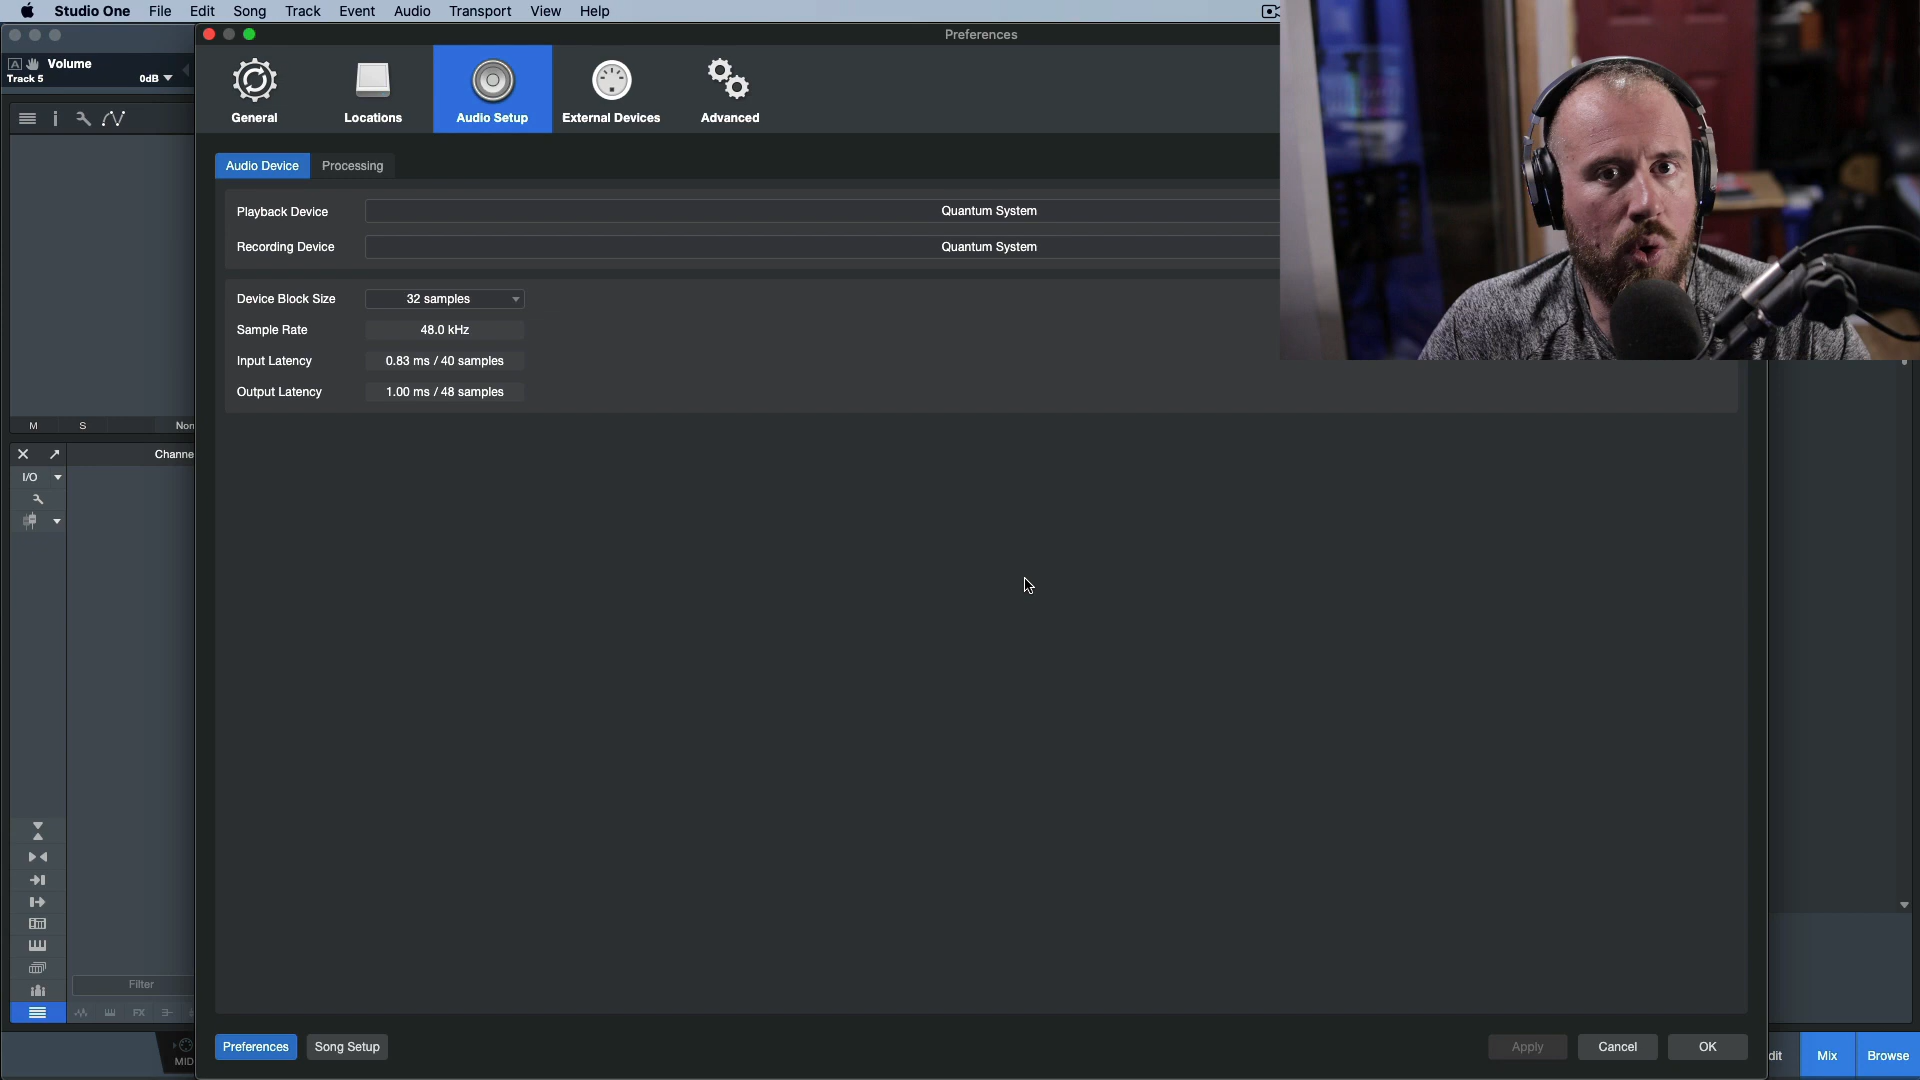 Studio One File Edit Song Track Event Audio Transport View Help
Preferences
A Volume
Track 5 0dB
General Locations Audio Setup External Devices Advanced
Audio Device Processing
Playback Device Quantum System
Recording Device Quantum System
Device Block Size 32 samples
Sample Rate 48.0 kHz
Input Latency 0.83 ms / 40 samples
Output Latency 1.00 ms / 48 samples
M S Non
Channe
I/O
Filter
FX
MID
Preferences Song Setup Apply Cancel OK
dit Mix Browse